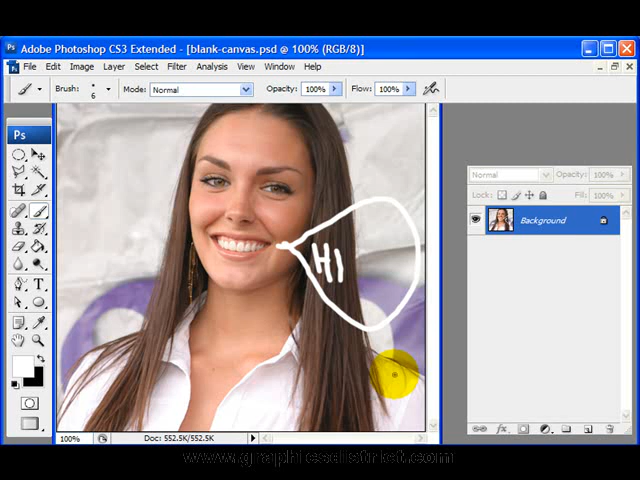 Adobe Photoshop CS3 Extended - [blank-canvas.psd @ 100% (RGB/8)]
File Edit Image Layer Select Filter Analysis View Window Help
Brush: 6 Mode: Normal Opacity: 100% Flow: 100%
Ps
Normal Opacity: 100%
Lock: Fill: 100%
Background
HI
T
100% Doc: 552.5K/552.5K
fx
www.graphicsdistrict.com